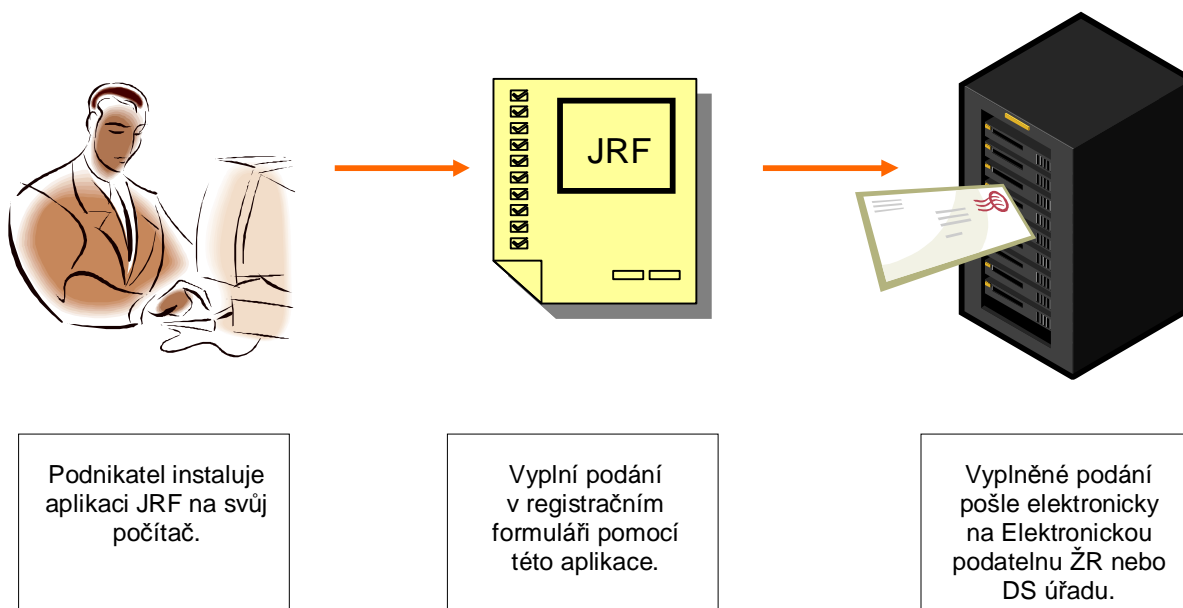 JRF
Podnikatel instaluje
aplikaci JRF na svůj
počítač.
Vyplní podání
v registračním
formuláři pomocí
této aplikace.
Vyplněné podání
pošle elektronicky
na Elektronickou
podatelnu ŽR nebo
DS úřadu.